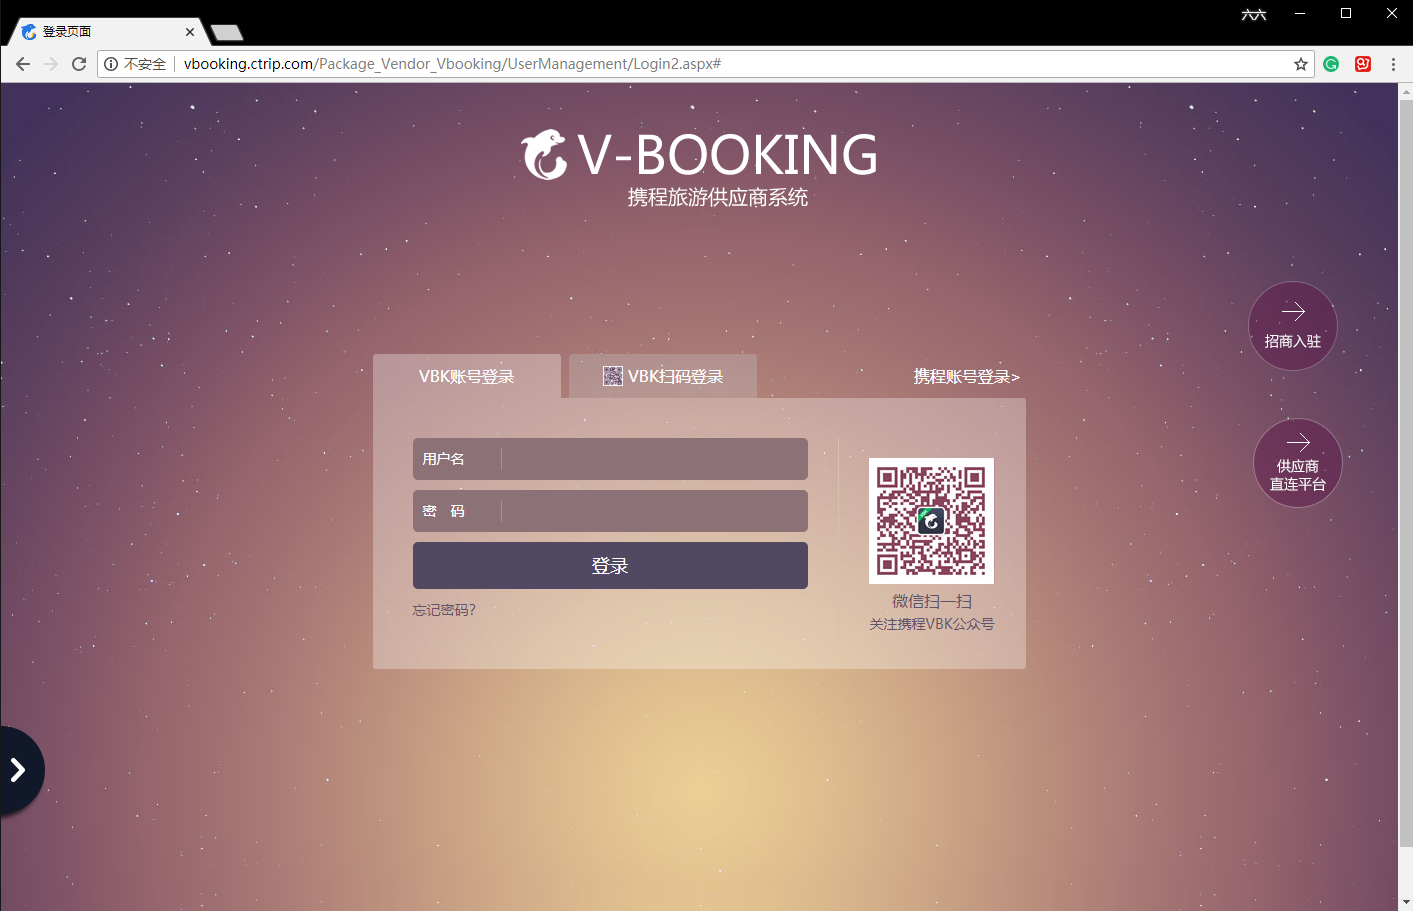 六六
登录页面
不安全
vbooking.ctrip.com/Package_Vendor_Vbooking/UserManagement/Login2.aspx#
V-BOOKING
携程旅游供应商系统
招商入驻
VBK账号登录
VBK扫码登录
携程账号登录>
供应商
直连平台
用户名
密 码
登录
忘记密码?
微信扫一扫
关注携程VBK公众号